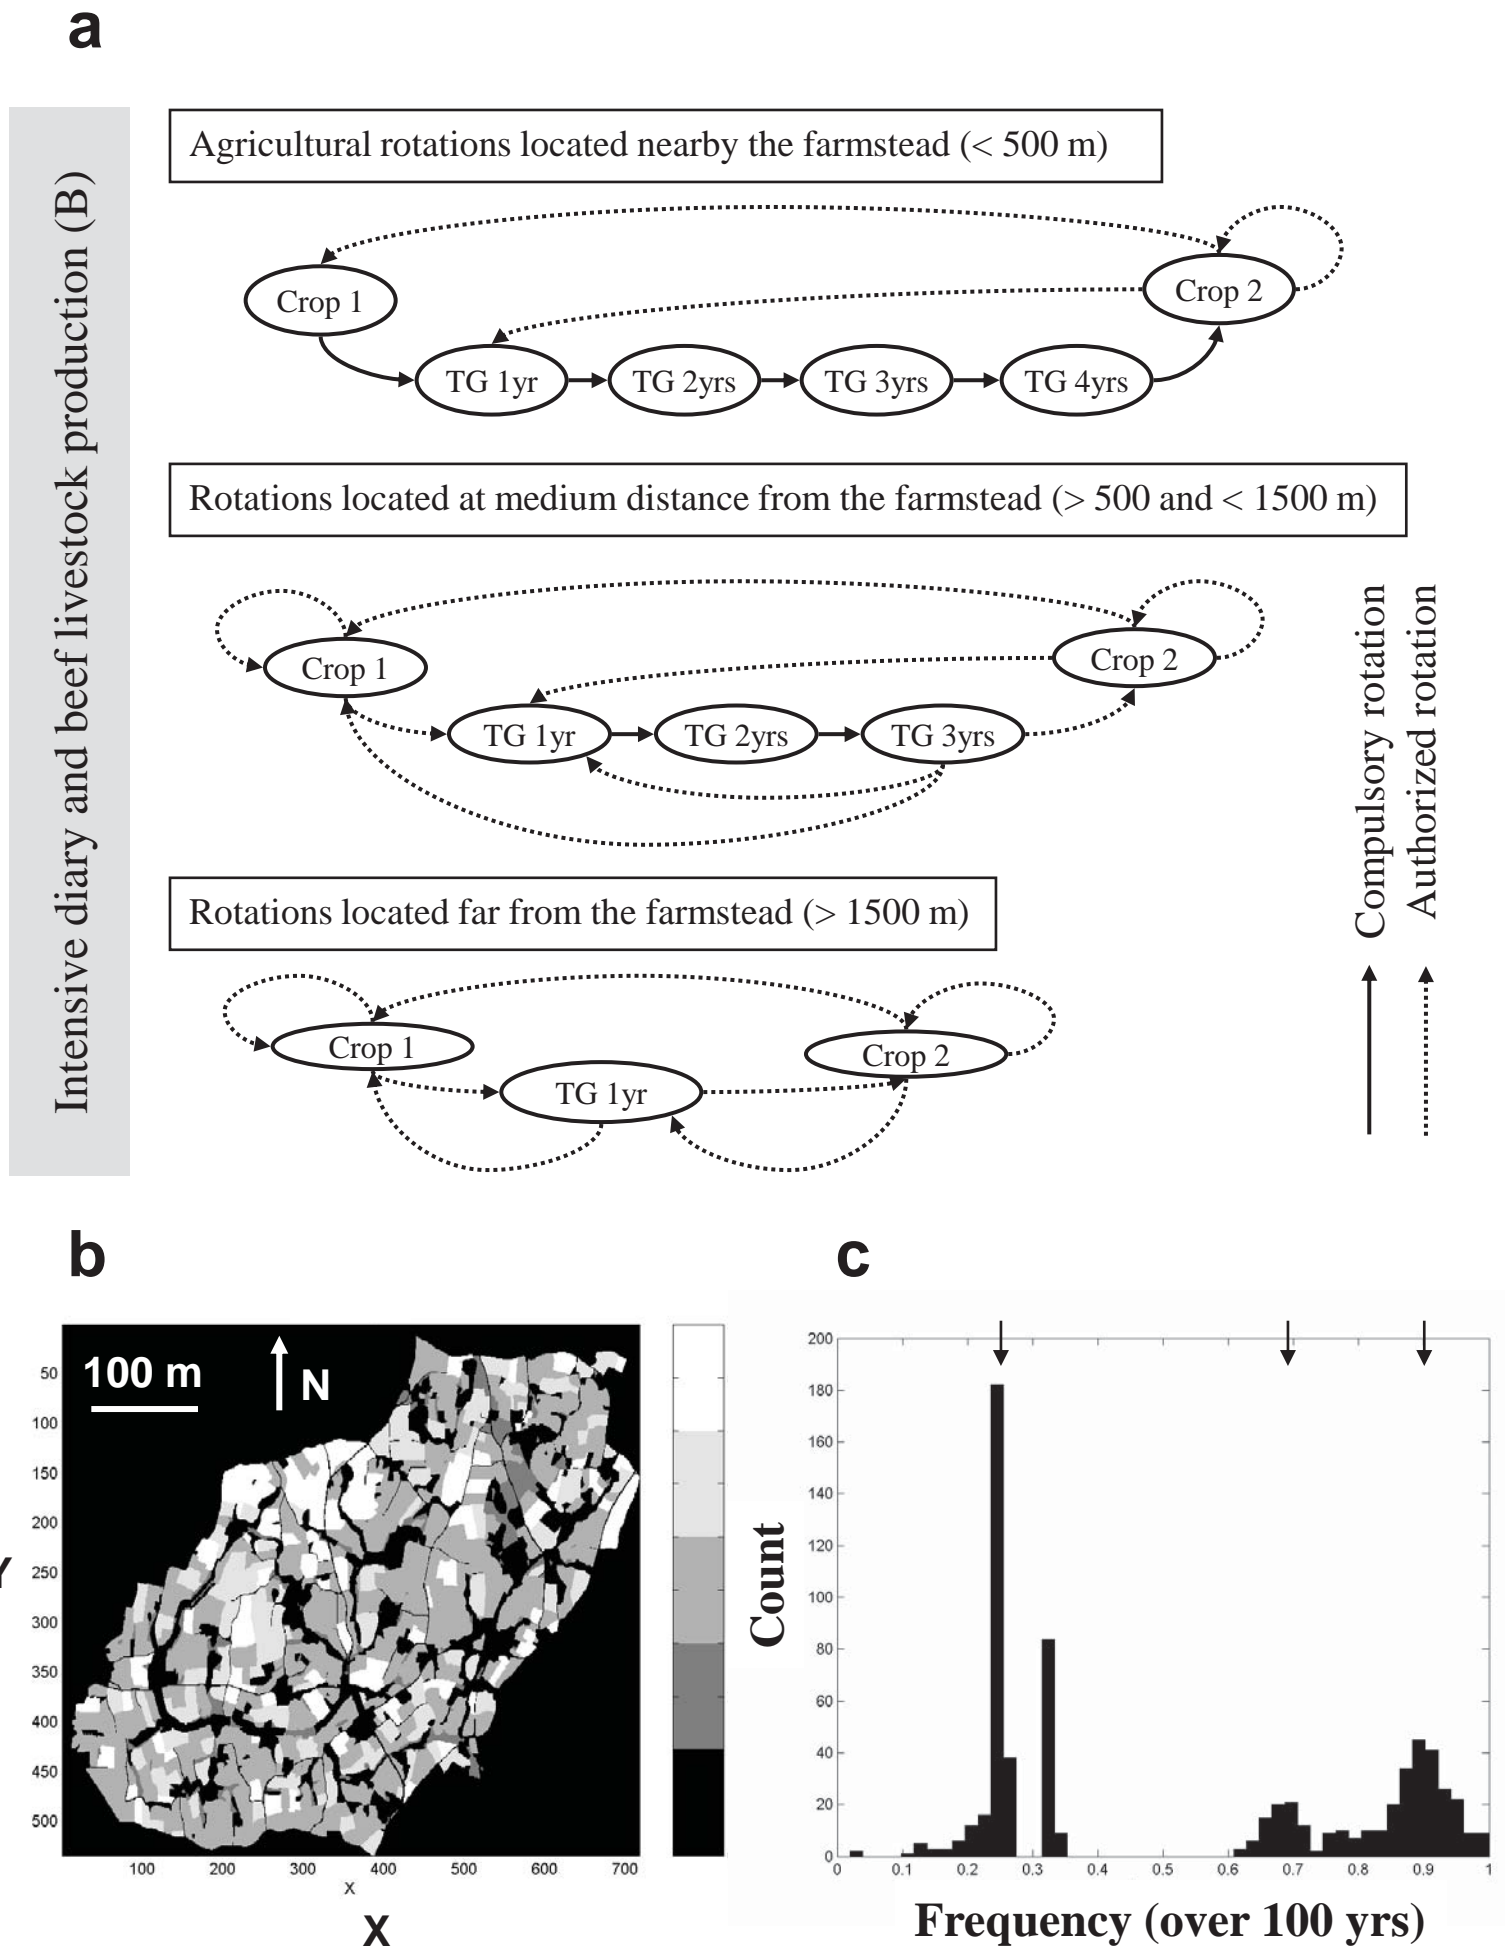 a
Intensive diary and beef livestock production (B)
Agricultural rotations located nearby the farmstead (< 500 m)
Crop 1
Crop 2
TG 1yr
TG 2yrs
TG 3yrs
TG 4yrs
Rotations located at medium distance from the farmstead (> 500 and < 1500 m)
Crop 1
Crop 2
TG 1yr
TG 2yrs
TG 3yrs
Rotations located far from the farmstead (> 1500 m)
Crop 1
Crop 2
TG 1yr
Compulsory rotation
Authorized rotation
b
100 m
N
50
100
150
200
250
300
350
400
450
500
Y
100 200 300 400 500 600 700
x
X
c
200
180
160
140
120
100
80
60
40
20
0
Count
0 0.1 0.2 0.3 0.4 0.5 0.6 0.7 0.8 0.9 1
Frequency (over 100 yrs)